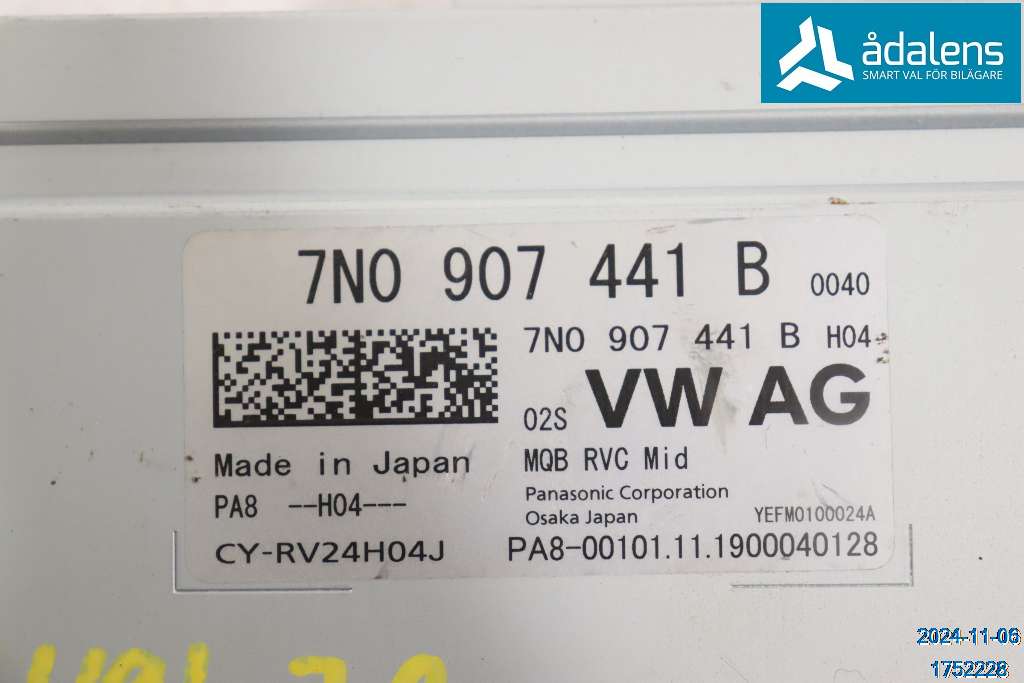 ådalens
SMART VAL FÖR BILÄGARE
7N0 907 441 B 0040
7N0 907 441 B H04
02S VW AG
Made in Japan
MQB RVC Mid
PA8 --H04---
Panasonic Corporation
Osaka Japan
YEFM0100024A
CY-RV24H04J
PA8-00101.11.1900040128
2024-11-06
1752228